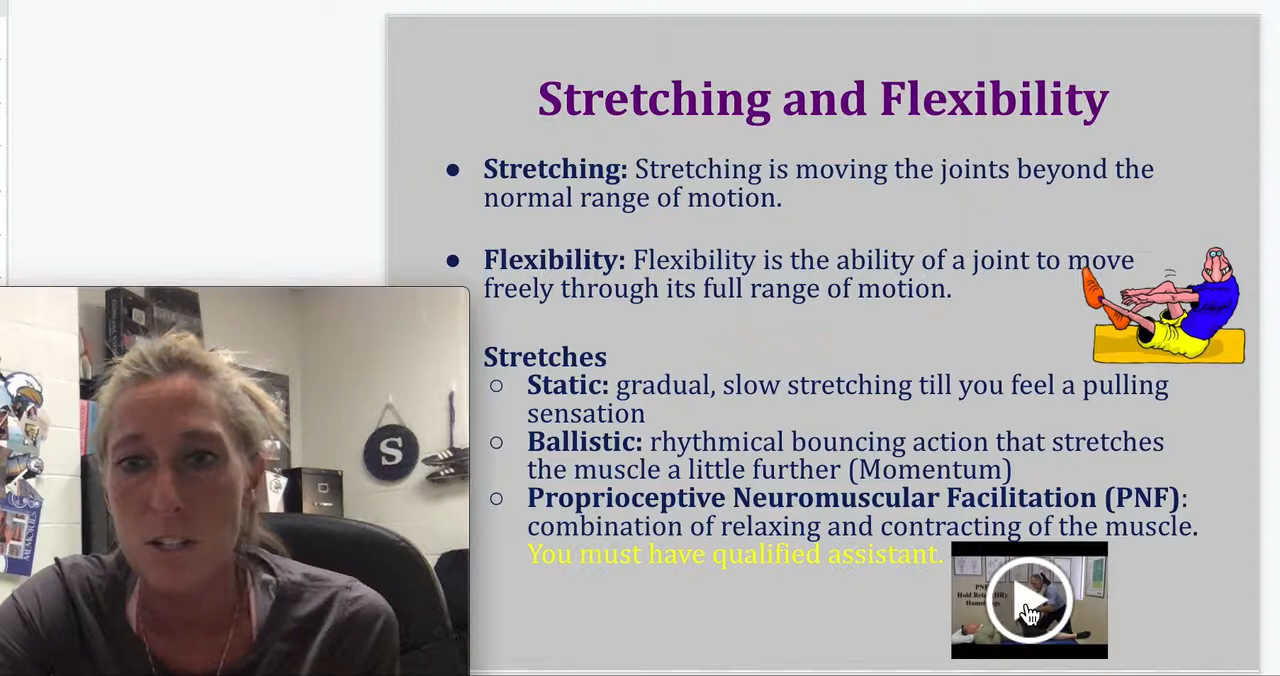 Stretching and Flexibility
● Stretching: Stretching is moving the joints beyond the
normal range of motion.
● Flexibility: Flexibility is the ability of a joint to move
freely through its full range of motion.
Stretches
○ Static: gradual, slow stretching till you feel a pulling
sensation
○ Ballistic: rhythmical bouncing action that stretches
the muscle a little further (Momentum)
○ Proprioceptive Neuromuscular Facilitation (PNF):
combination of relaxing and contracting of the muscle.
You must have qualified assistant.
S
MEMORIES